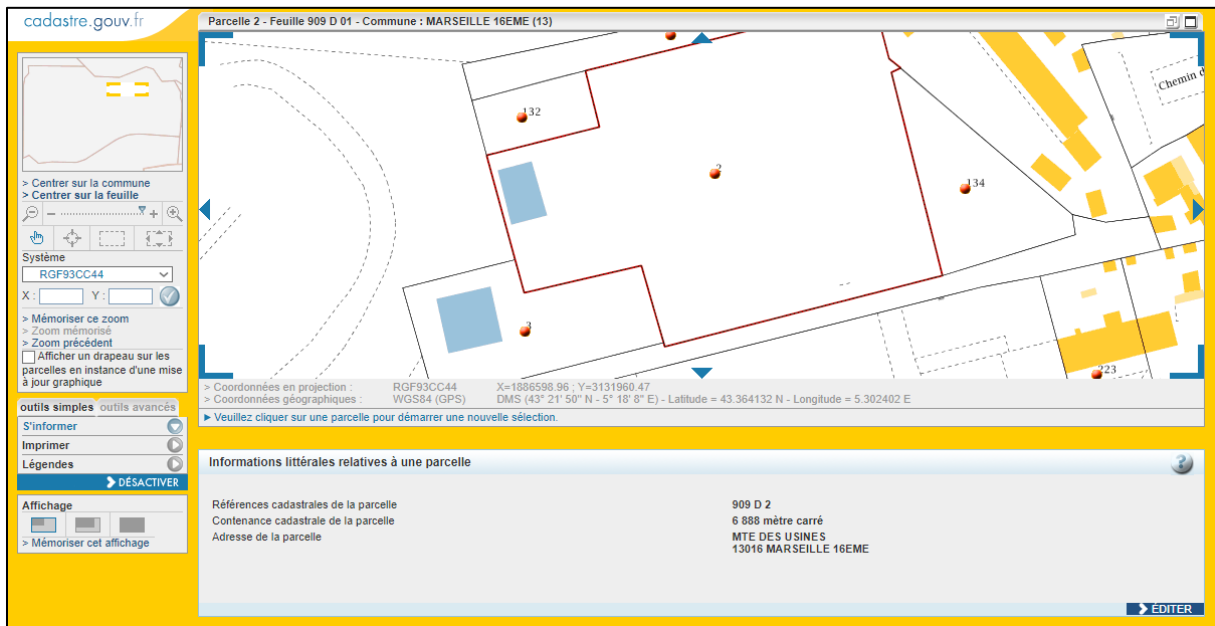 cadastre.gouv.fr
Parcelle 2 - Feuille 909 D 01 - Commune : MARSEILLE 16EME (13)
> Centrer sur la commune
> Centrer sur la feuille
Système
RGF93CC44
X : Y :
> Mémoriser ce zoom
> Zoom mémorisé
> Zoom précédent
Afficher un drapeau sur les
parcelles en instance d'une mise
à jour graphique
outils simples outils avancés
S'informer
Imprimer
Légendes
DÉSACTIVER
Affichage
> Mémoriser cet affichage
132
2
134
3
223
Chemin d
> Coordonnées en projection : RGF93CC44 X=1886598.96 ; Y=3131960.47
> Coordonnées géographiques : WGS84 (GPS) DMS (43° 21' 50'' N - 5° 18' 8'' E) - Latitude = 43.364132 N - Longitude = 5.302402 E
Veuillez cliquer sur une parcelle pour démarrer une nouvelle sélection.
Informations littérales relatives à une parcelle
Références cadastrales de la parcelle 909 D 2
Contenance cadastrale de la parcelle 6 888 mètre carré
Adresse de la parcelle MTE DES USINES
13016 MARSEILLE 16EME
ÉDITER